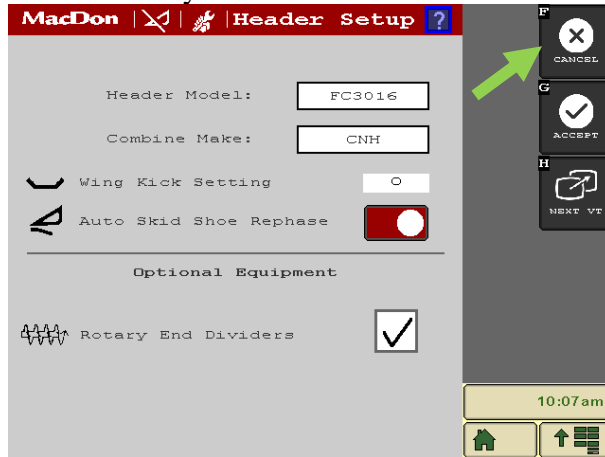 MacDon Header Setup ?
Header Model: FC3016
Combine Make: CNH
Wing Kick Setting 0
Auto Skid Shoe Rephase
Optional Equipment
Rotary End Dividers
F
CANCEL
G
ACCEPT
H
NEXT VT
10:07am